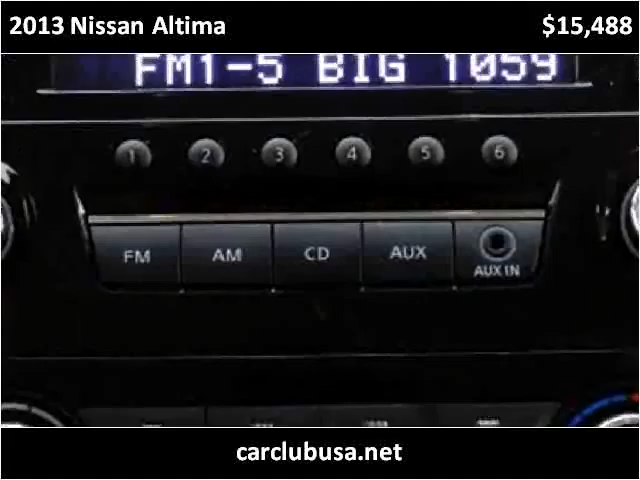 2013 Nissan Altima $15,488
FM1-5 BIG 1059
1 2 3 4 5 6
FM AM CD AUX
AUX IN
carclubusa.net